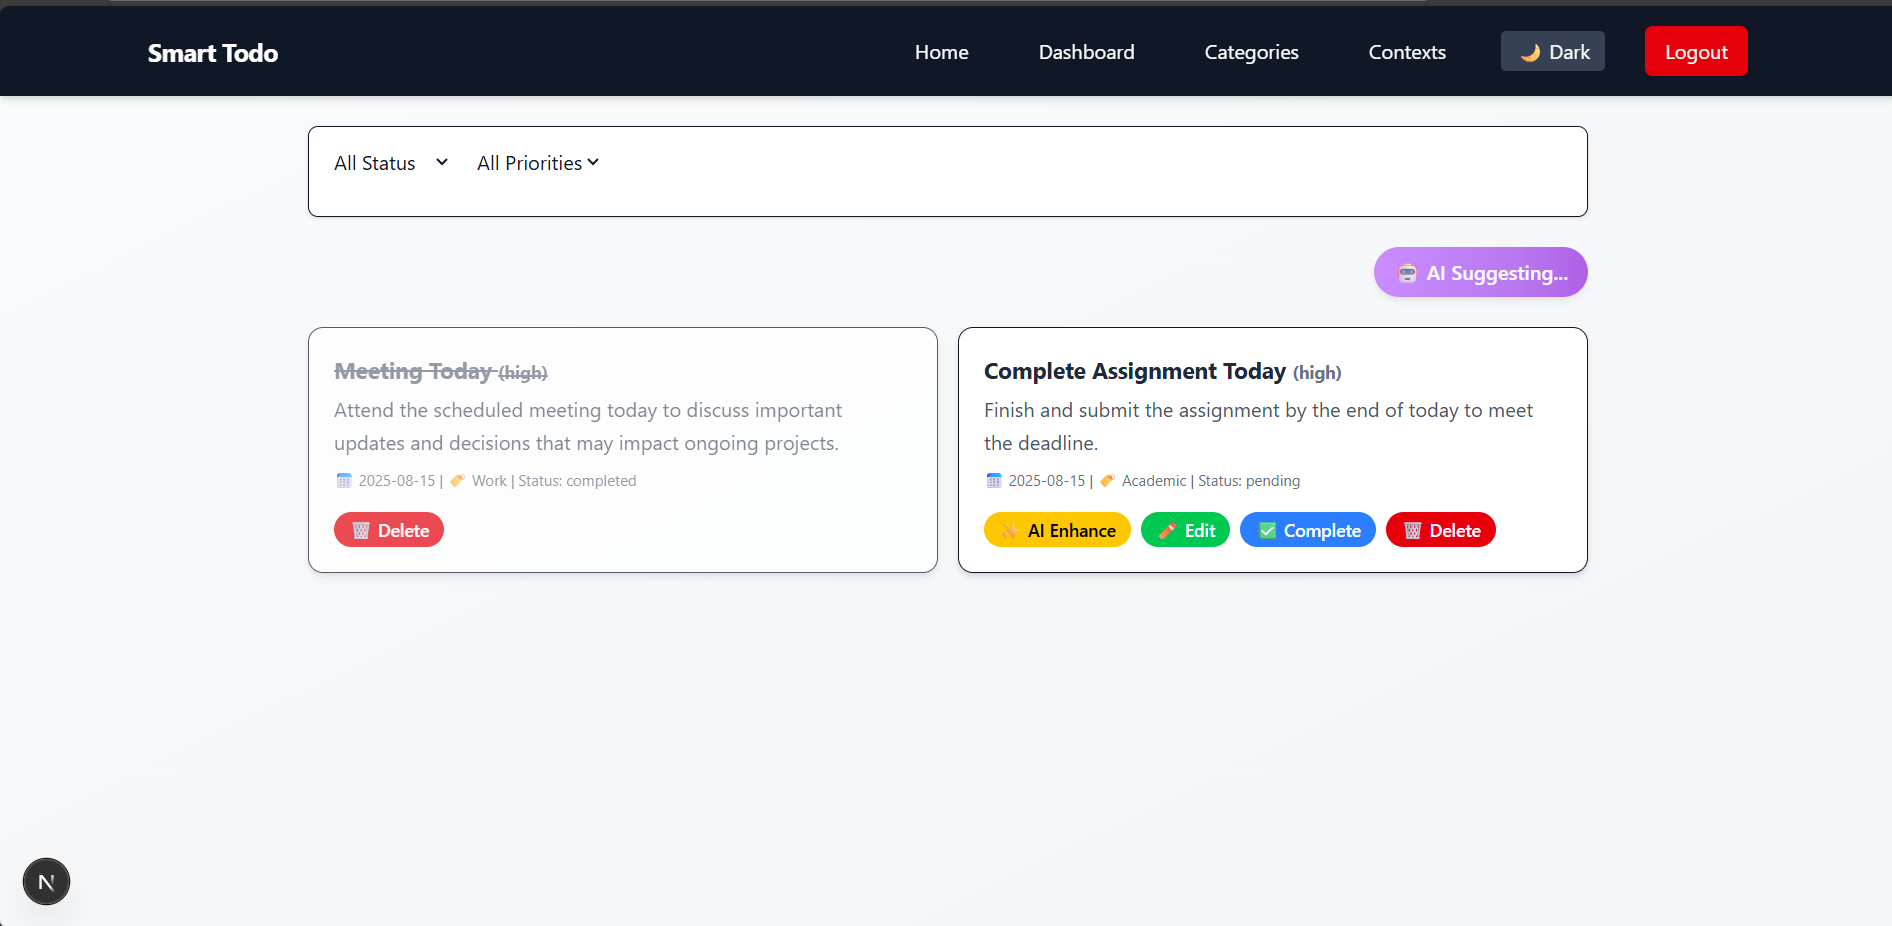 Smart Todo
Home
Dashboard
Categories
Contexts
🌙 Dark
Logout
All Status
All Priorities
🤖 AI Suggesting...
Meeting Today (high)
Attend the scheduled meeting today to discuss important
updates and decisions that may impact ongoing projects.
📅 2025-08-15 | 🏷️ Work | Status: completed
🗑️ Delete
Complete Assignment Today (high)
Finish and submit the assignment by the end of today to meet
the deadline.
📅 2025-08-15 | 🏷️ Academic | Status: pending
✨ AI Enhance
✏️ Edit
✅ Complete
🗑️ Delete
N